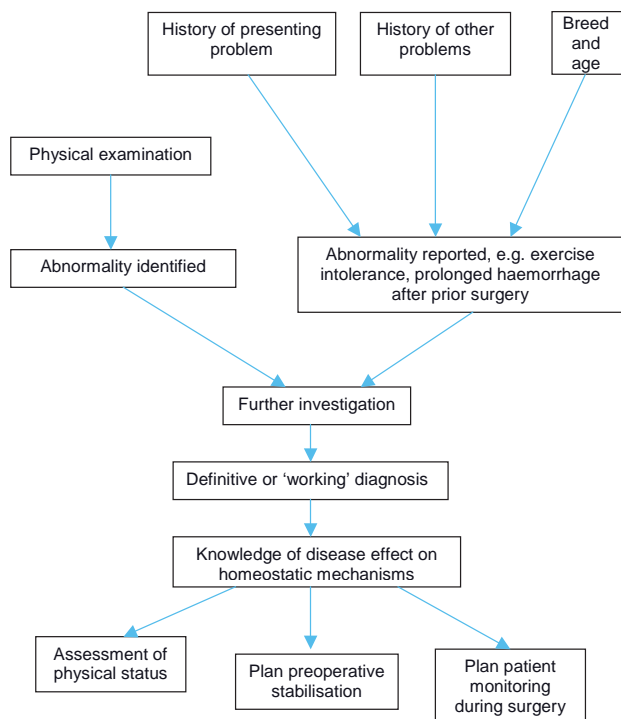 History of presenting
problem
History of other
problems
Breed
and
age
Physical examination
Abnormality identified
Abnormality reported, e.g. exercise
intolerance, prolonged haemorrhage
after prior surgery
Further investigation
Definitive or ‘working’ diagnosis
Knowledge of disease effect on
homeostatic mechanisms
Assessment of
physical status
Plan preoperative
stabilisation
Plan patient
monitoring
during surgery